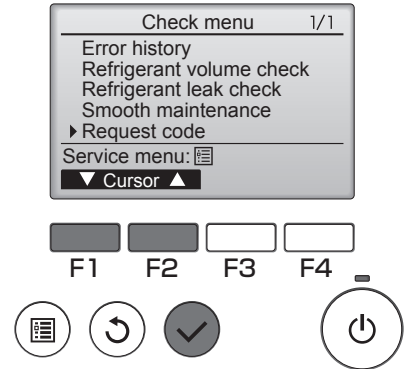 Check menu 1/1
Error history
Refrigerant volume check
Refrigerant leak check
Smooth maintenance
Request code
Service menu:
▼ Cursor ▲
F1 F2 F3 F4